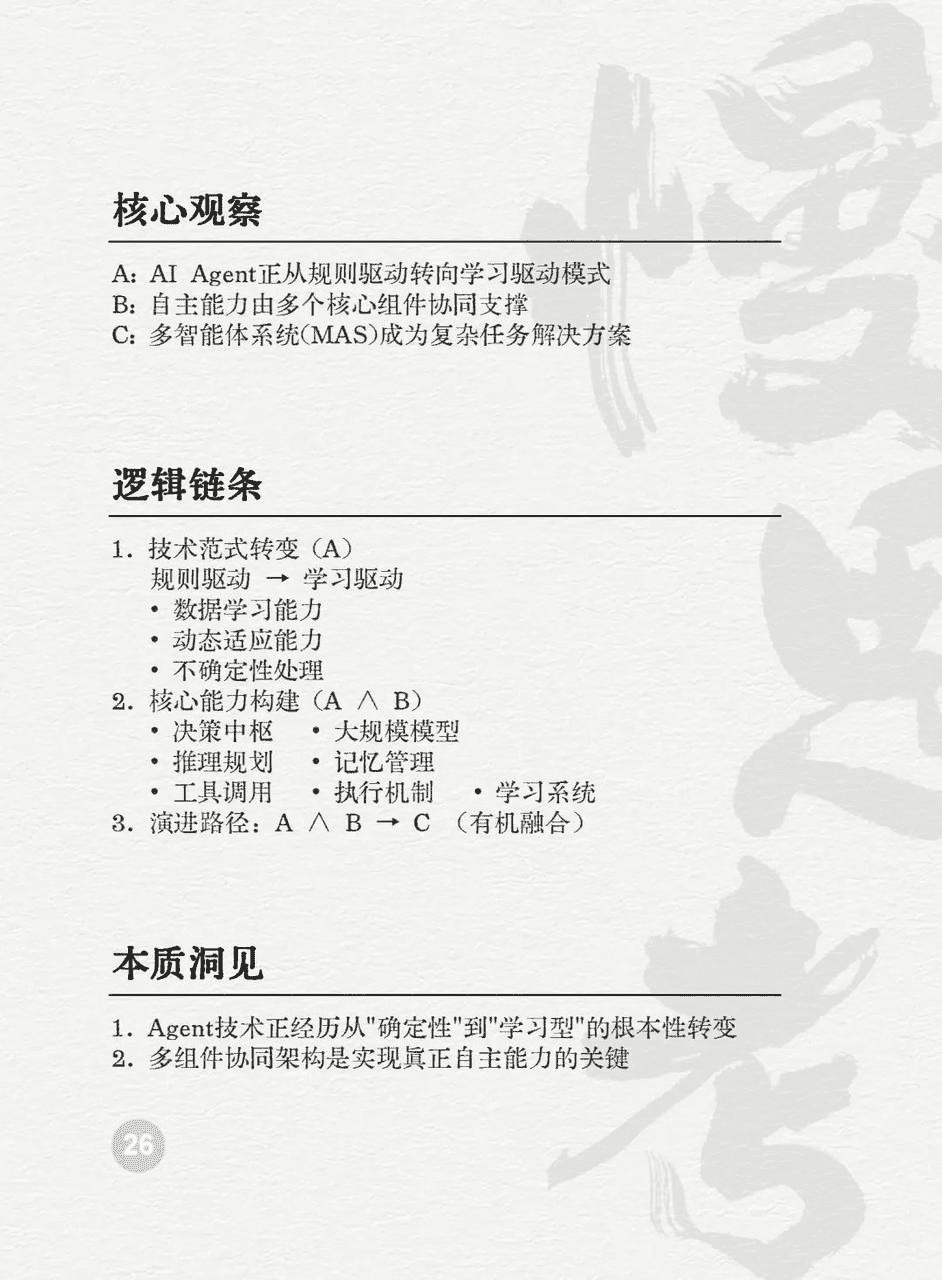 核心观察
A: AI Agent正从规则驱动转向学习驱动模式
B: 自主能力由多个核心组件协同支撑
C: 多智能体系统(MAS)成为复杂任务解决方案
逻辑链条
1. 技术范式转变（A）
规则驱动 → 学习驱动
• 数据学习能力
• 动态适应能力
• 不确定性处理
2. 核心能力构建（A ∧ B）
• 决策中枢 • 大规模模型
• 推理规划 • 记忆管理
• 工具调用 • 执行机制 • 学习系统
3. 演进路径: A ∧ B → C （有机融合）
本质洞见
1. Agent技术正经历从"确定性"到"学习型"的根本性转变
2. 多组件协同架构是实现真正自主能力的关键
26
慢思考